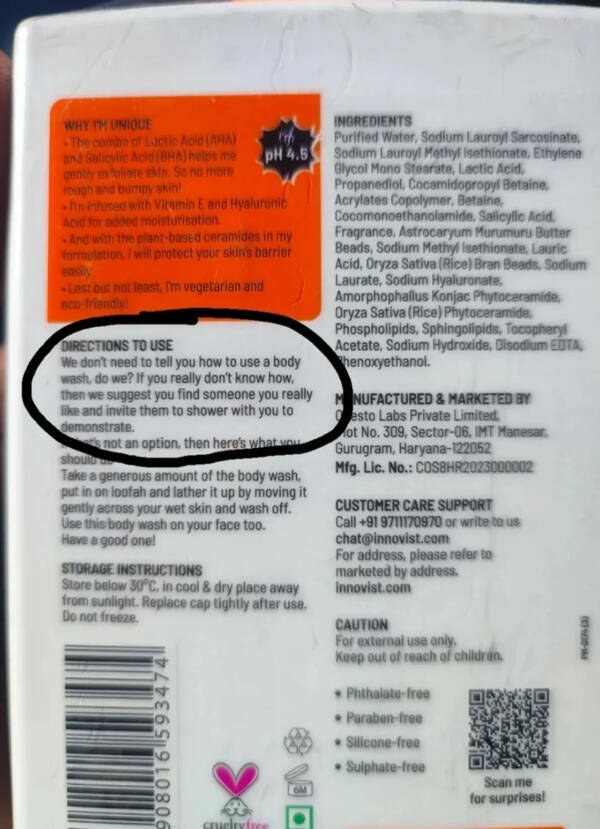 WHY I'M UNIQUE
- The combo of Lactic Acid (AHA)
and Salicylic Acid (BHA) helps me
gently exfoliate skin. So no more
rough and bumpy skin!
- I'm infused with Vitamin E and Hyaluronic
Acid for added moisturisation.
- And with the plant-based ceramides in my
formulation, I will protect your skin's barrier
easily
- Last but not least, I'm vegetarian and
eco-friendly!
pH 4.5
DIRECTIONS TO USE
We don't need to tell you how to use a body
wash, do we? If you really don't know how,
then we suggest you find someone you really
like and invite them to shower with you to
demonstrate.
not an option, then here's what you
should
Take a generous amount of the body wash,
put in on loofah and lather it up by moving it
gently across your wet skin and wash off.
Use this body wash on your face too.
Have a good one!
STORAGE INSTRUCTIONS
Store below 30°C, in cool & dry place away
from sunlight. Replace cap tightly after use.
Do not freeze.
908016 593474
crueltyfree
6M
INGREDIENTS
Purified Water, Sodium Lauroyl Sarcosinate,
Sodium Lauroyl Methyl Isethionate, Ethylene
Glycol Mono Stearate, Lactic Acid,
Propanediol, Cocamidopropyl Betaine,
Acrylates Copolymer, Betaine,
Cocomonoethanolamide, Salicylic Acid,
Fragrance, Astrocaryum Murumuru Butter
Beads, Sodium Methyl Isethionate, Lauric
Acid, Oryza Sativa (Rice) Bran Beads, Sodium
Laurate, Sodium Hyaluronate,
Amorphophallus Konjac Phytoceramide,
Oryza Sativa (Rice) Phytoceramide,
Phospholipids, Sphingolipids, Tocopheryl
Acetate, Sodium Hydroxide, Disodium EDTA,
Phenoxyethanol.
MANUFACTURED & MARKETED BY
Onesto Labs Private Limited,
Plot No. 309, Sector-06, IMT Manesar,
Gurugram, Haryana-122052
Mfg. Lic. No.: COS8HR2023000002
CUSTOMER CARE SUPPORT
Call +91 9711170970 or write to us
chat@innovist.com
For address, please refer to
marketed by address.
innovist.com
CAUTION
For external use only.
Keep out of reach of children.
• Phthalate-free
• Paraben-free
• Silicone-free
• Sulphate-free
Scan me
for surprises!